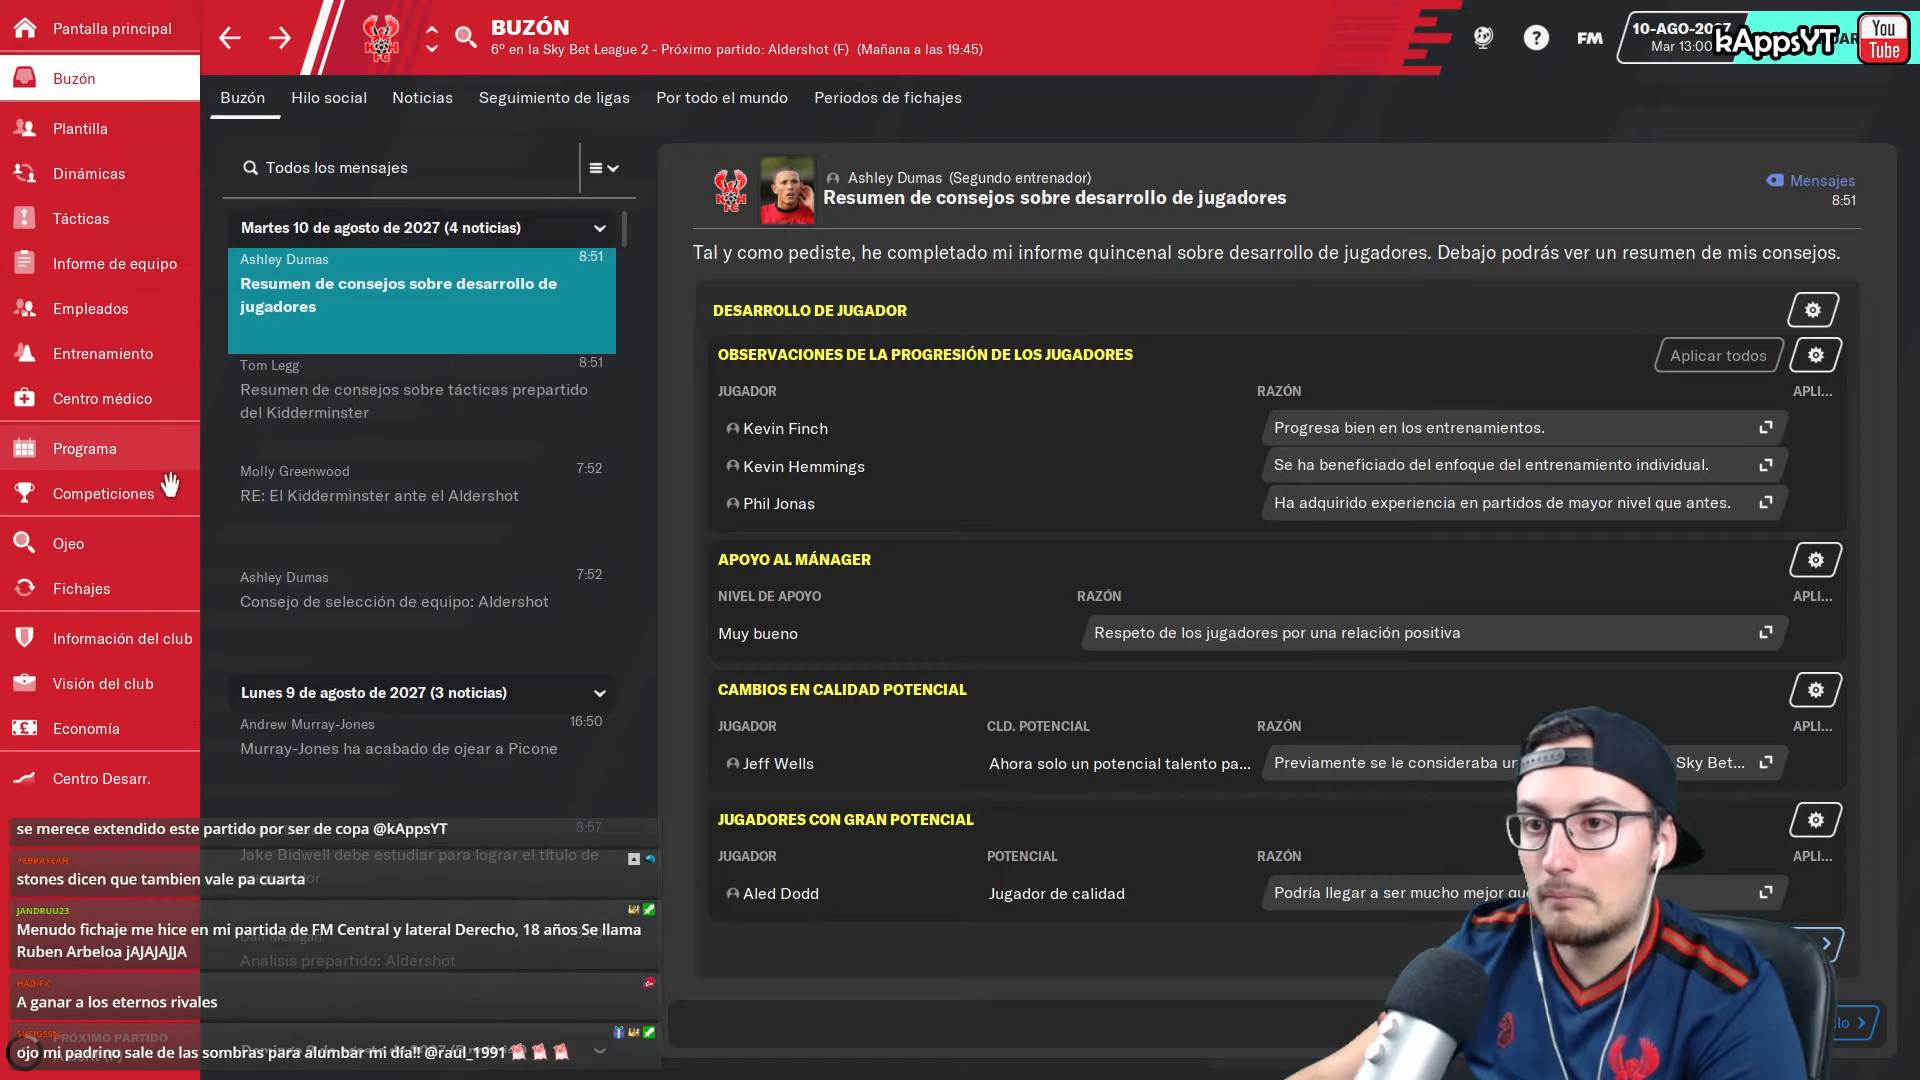 Pantalla principal
Buzón
Plantilla
Dinámicas
Tácticas
Informe de equipo
Empleados
Entrenamiento
Centro médico
Programa
Competiciones
Ojeo
Fichajes
Información del club
Visión del club
Economía
Centro Desarr.
BUZÓN
6º en la Sky Bet League 2 - Próximo partido: Aldershot (F) (Mañana a las 19:45)
FM
10-AGO-2027
Mar 13:00
kAppsYT
You
Tube
Buzón Hilo social Noticias Seguimiento de ligas Por todo el mundo Periodos de fichajes
Todos los mensajes
Martes 10 de agosto de 2027 (4 noticias)
Ashley Dumas 8:51
Resumen de consejos sobre desarrollo de
jugadores
Tom Legg 8:51
Resumen de consejos sobre tácticas prepartido
del Kidderminster
Molly Greenwood 7:52
RE: El Kidderminster ante el Aldershot
Ashley Dumas 7:52
Consejo de selección de equipo: Aldershot
Lunes 9 de agosto de 2027 (3 noticias)
Andrew Murray-Jones 16:50
Murray-Jones ha acabado de ojear a Picone
8:57
Jake Bidwell debe estudiar para lograr el título de
Análisis prepartido: Aldershot
PRÓXIMO PARTIDO
se merece extendido este partido por ser de copa @kAppsYT
YEBRAYEAH
stones dicen que tambien vale pa cuarta
JANDRUU23
Menudo fichaje me hice en mi partida de FM Central y lateral Derecho, 18 años Se llama
Ruben Arbeloa jAJAJAJJA
HADIFX
A ganar a los eternos rivales
ojo mi padrino sale de las sombras para alumbar mi día!! @raul_1991
Ashley Dumas (Segundo entrenador)
Resumen de consejos sobre desarrollo de jugadores
Mensajes
8:51
Tal y como pediste, he completado mi informe quincenal sobre desarrollo de jugadores. Debajo podrás ver un resumen de mis consejos.
DESARROLLO DE JUGADOR
OBSERVACIONES DE LA PROGRESIÓN DE LOS JUGADORES
Aplicar todos
JUGADOR RAZÓN APLI...
Kevin Finch Progresa bien en los entrenamientos.
Kevin Hemmings Se ha beneficiado del enfoque del entrenamiento individual.
Phil Jonas Ha adquirido experiencia en partidos de mayor nivel que antes.
APOYO AL MÁNAGER
NIVEL DE APOYO RAZÓN APLI...
Muy bueno Respeto de los jugadores por una relación positiva
CAMBIOS EN CALIDAD POTENCIAL
JUGADOR CLD. POTENCIAL RAZÓN APLI...
Jeff Wells Ahora solo un potencial talento pa... Previamente se le consideraba un Sky Bet...
JUGADORES CON GRAN POTENCIAL
JUGADOR POTENCIAL RAZÓN APLI...
Aled Dodd Jugador de calidad Podría llegar a ser mucho mejor que